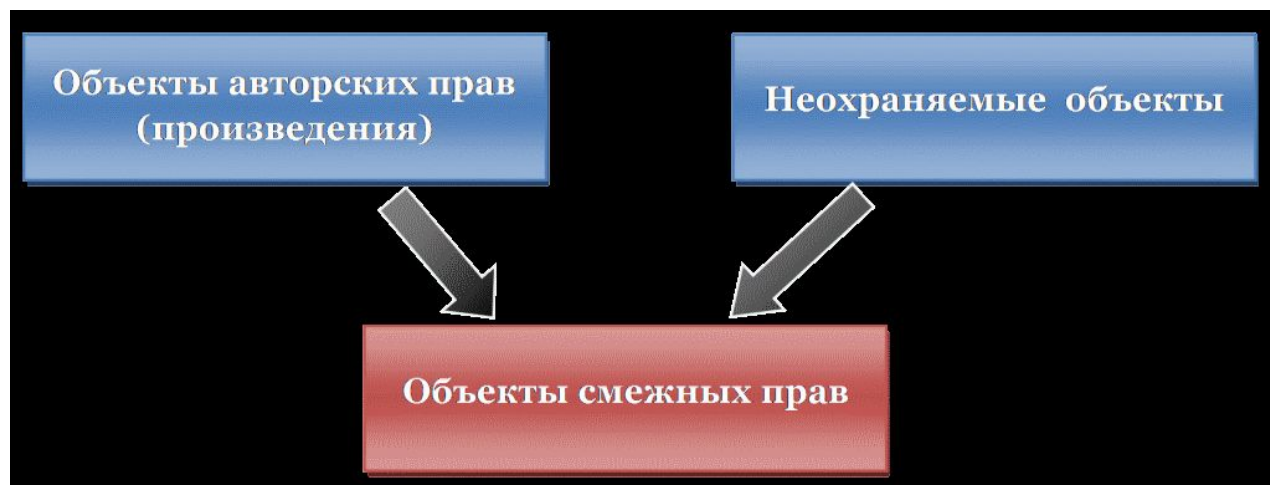 Объекты авторских прав
(произведения)
Неохраняемые объекты
Объекты смежных прав